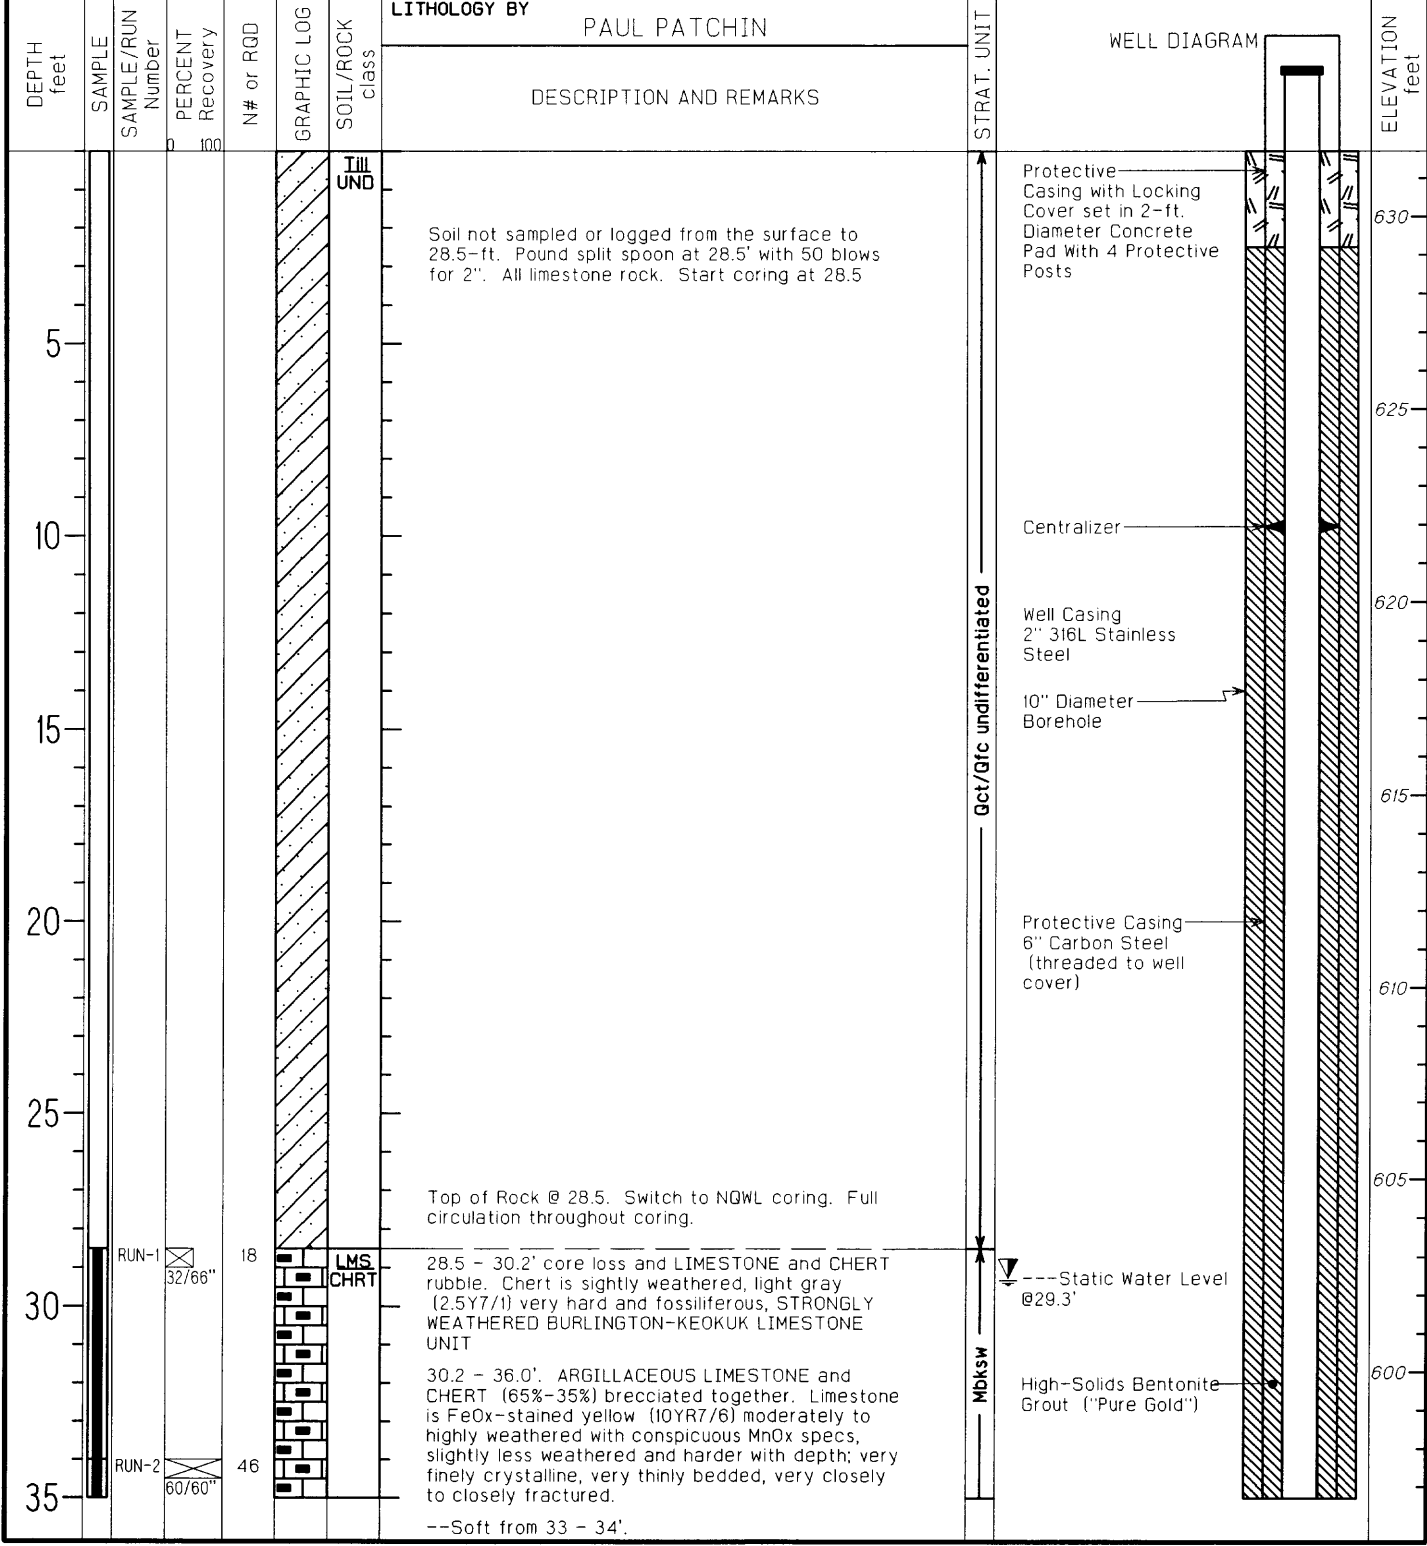 LITHOLOGY BY
PAUL PATCHIN
DEPTH
feet
SAMPLE
SAMPLE/RUN
Number
PERCENT
Recovery
0 100
N# or RQD
GRAPHIC LOG
SOIL/ROCK
class
DESCRIPTION AND REMARKS
STRAT. UNIT
WELL DIAGRAM
ELEVATION
feet
Till
UND
Soil not sampled or logged from the surface to
28.5-ft. Pound split spoon at 28.5' with 50 blows
for 2". All limestone rock. Start coring at 28.5
Top of Rock @ 28.5. Switch to NQWL coring. Full
circulation throughout coring.
5
10
15
20
25
30
35
RUN-1
32/66"
18
LMS
CHRT
28.5 - 30.2' core loss and LIMESTONE and CHERT
rubble. Chert is sightly weathered, light gray
(2.5Y7/1) very hard and fossiliferous, STRONGLY
WEATHERED BURLINGTON-KEOKUK LIMESTONE
UNIT
30.2 - 36.0'. ARGILLACEOUS LIMESTONE and
CHERT (65%-35%) brecciated together. Limestone
is FeOx-stained yellow (10YR7/6) moderately to
highly weathered with conspicuous MnOx specs,
slightly less weathered and harder with depth; very
finely crystalline, very thinly bedded, very closely
to closely fractured.
--Soft from 33 - 34'.
RUN-2
60/60"
46
Qct/Qfc undifferentiated
Mbksw
Protective
Casing with Locking
Cover set in 2-ft.
Diameter Concrete
Pad With 4 Protective
Posts
Centralizer
Well Casing
2" 316L Stainless
Steel
10" Diameter
Borehole
Protective Casing
6" Carbon Steel
(threaded to well
cover)
---Static Water Level
@29.3'
High-Solids Bentonite
Grout ("Pure Gold")
630
625
620
615
610
605
600